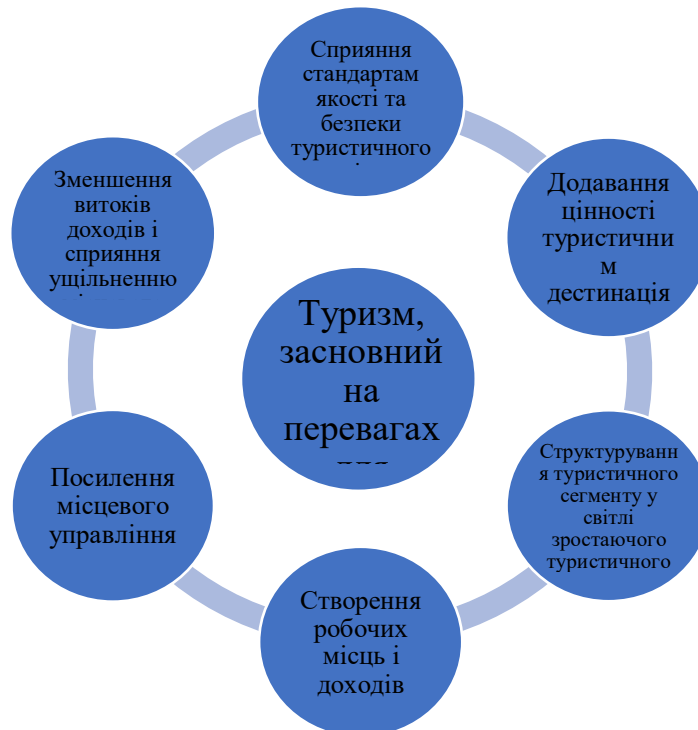 Сприяння
стандартам
якості та
безпеки
туристичного
Додавання
цінності
туристични
м
дестинація
Структуруванн
я туристичного
сегменту у
світлі
зростаючого
туристичного
Створення
робочих
місць і
доходів
Посилення
місцевого
управління
Зменшення
витоків
доходів і
сприяння
ущільненню
Туризм,
засновний
на
перевагах